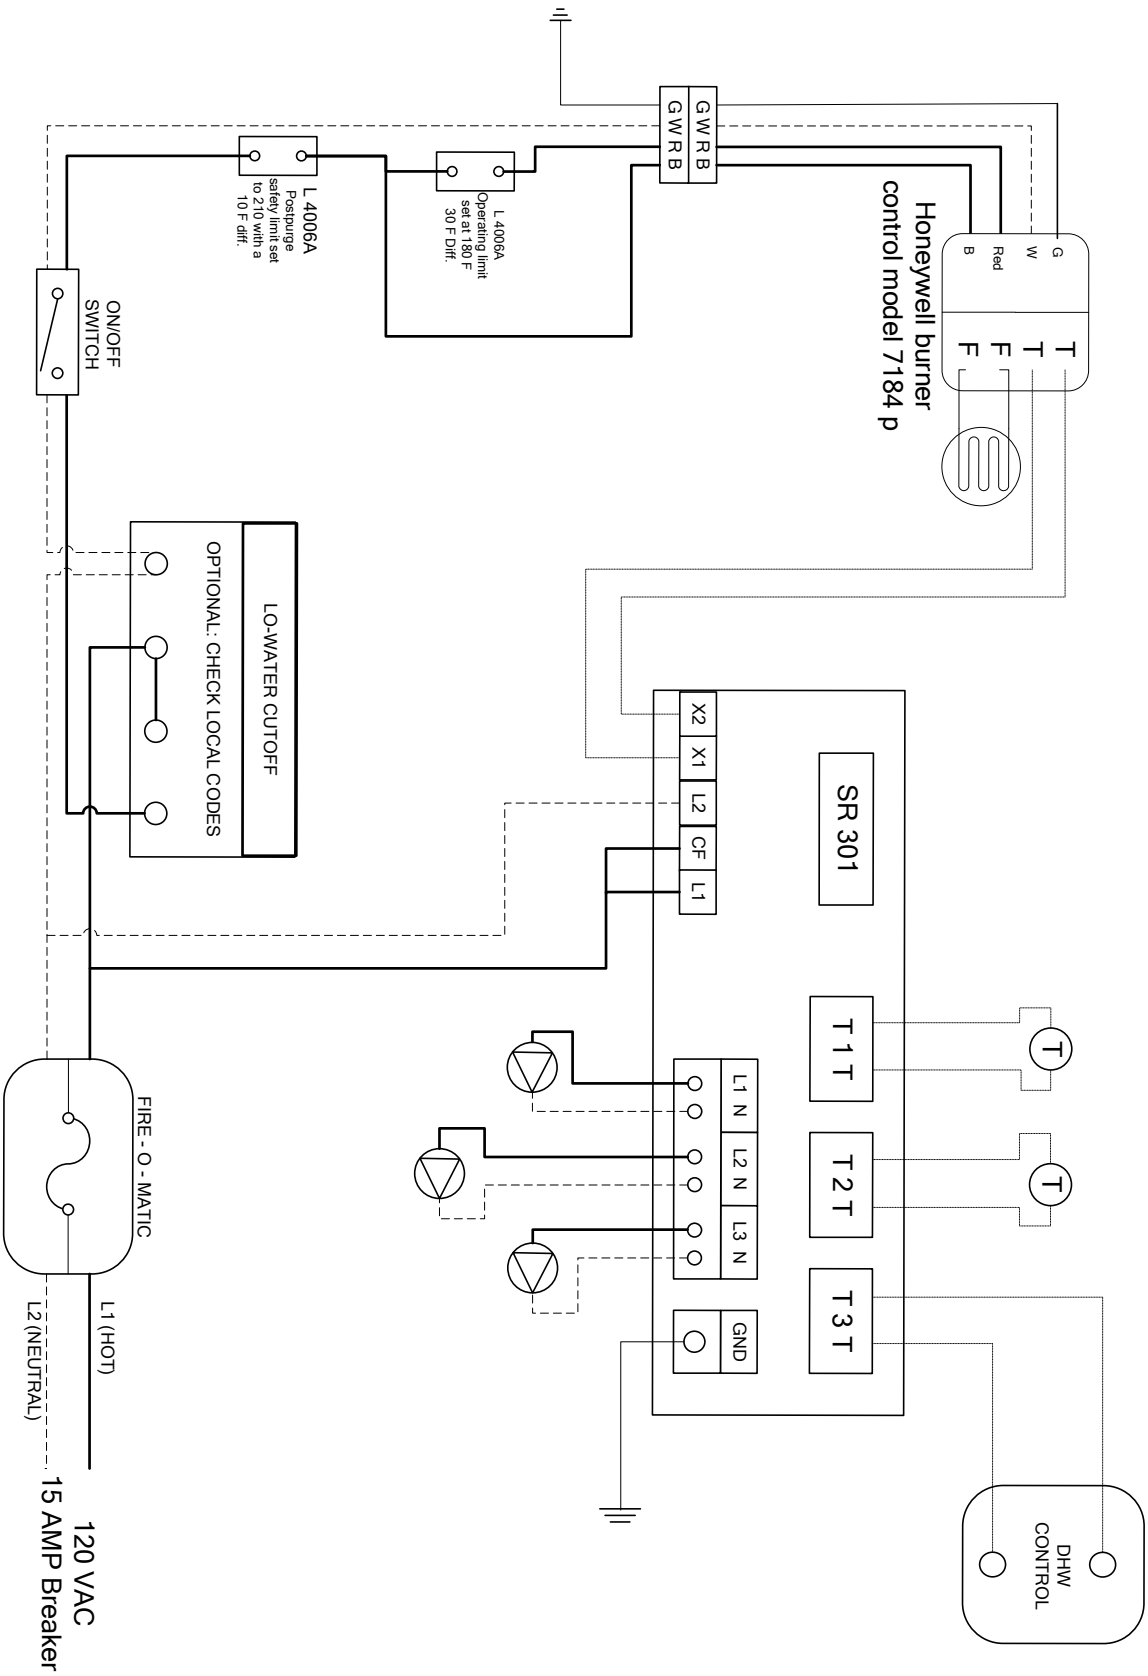 Honeywell burner
control model 7184 p
G
W
Red
B
T
T
F
F
G W R B
G W R B
L 4006A
Operating limit
set at 180 F
30 F Diff.
L 4006A
Postpurge
safety limit set
to 210 with a
10 F diff.
ON/OFF
SWITCH
LO-WATER CUTOFF
OPTIONAL: CHECK LOCAL CODES
SR 301
X2
X1
L2
CF
L1
T 1 T
T 2 T
T 3 T
T
T
L1 N
L2 N
L3 N
GND
DHW
CONTROL
FIRE - O - MATIC
L1 (HOT)
L2 (NEUTRAL)
120 VAC
15 AMP Breaker